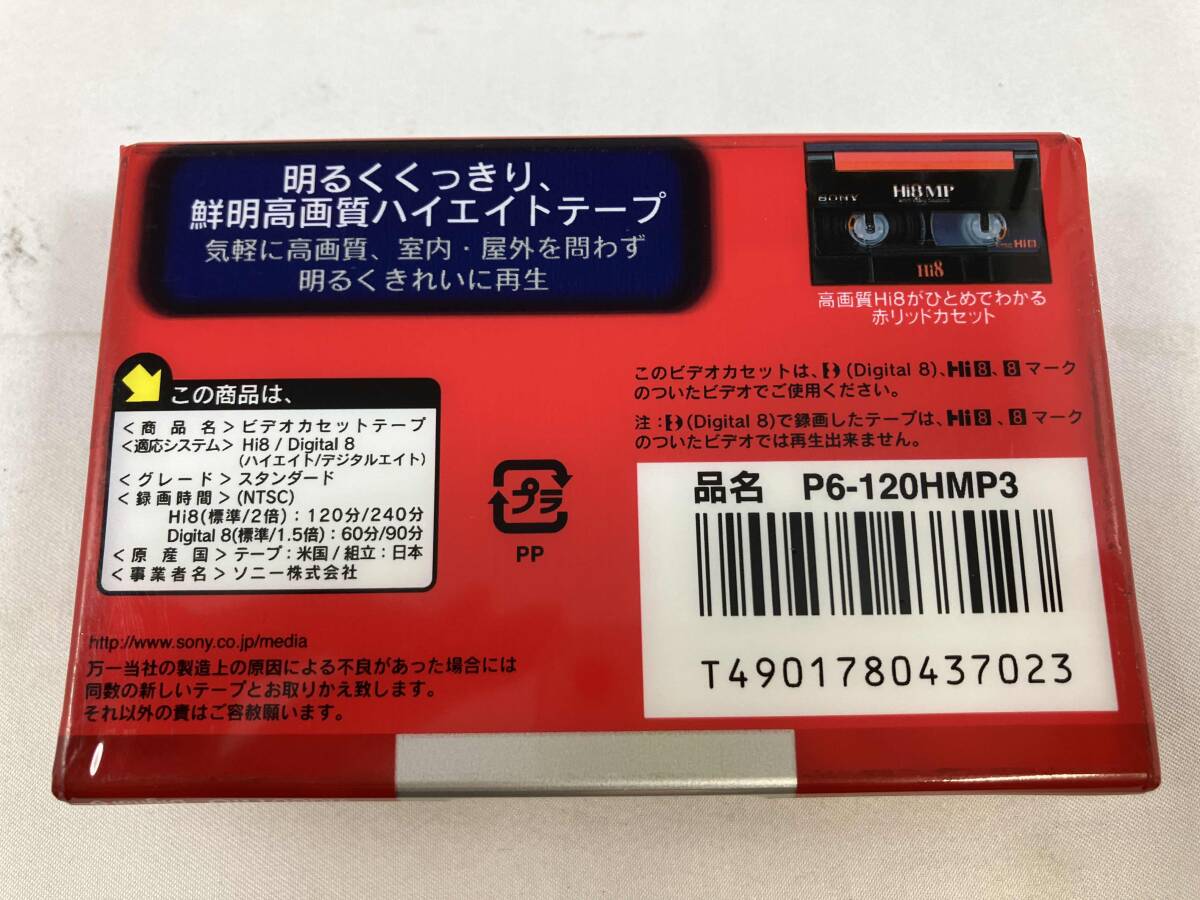 明るくくっきり、
鮮明高画質ハイエイトテープ
気軽に高画質、室内・屋外を問わず
明るくきれいに再生
SONY
Hi8 MP
Hi8
Hi8
高画質Hi8がひとめでわかる
赤リッドカセット
この商品は、
<商品名>ビデオカセットテープ
<適応システム>Hi8 / Digital 8
(ハイエイト/デジタルエイト)
<グレード>スタンダード
<録画時間>(NTSC)
Hi8(標準/2倍):120分/240分
Digital 8(標準/1.5倍):60分/90分
<原産国>テープ:米国/組立:日本
<事業者名>ソニー株式会社
http://www.sony.co.jp/media
万一当社の製造上の原因による不良があった場合には
同数の新しいテープとお取りかえ致します。
それ以外の責はご容赦願います。
プラ
PP
このビデオカセットは、(Digital 8)、Hi8、8マーク
のついたビデオでご使用ください。
注:(Digital 8)で録画したテープは、Hi8、8マーク
のついたビデオでは再生出来ません。
品名 P6-120HMP3
T4901780437023